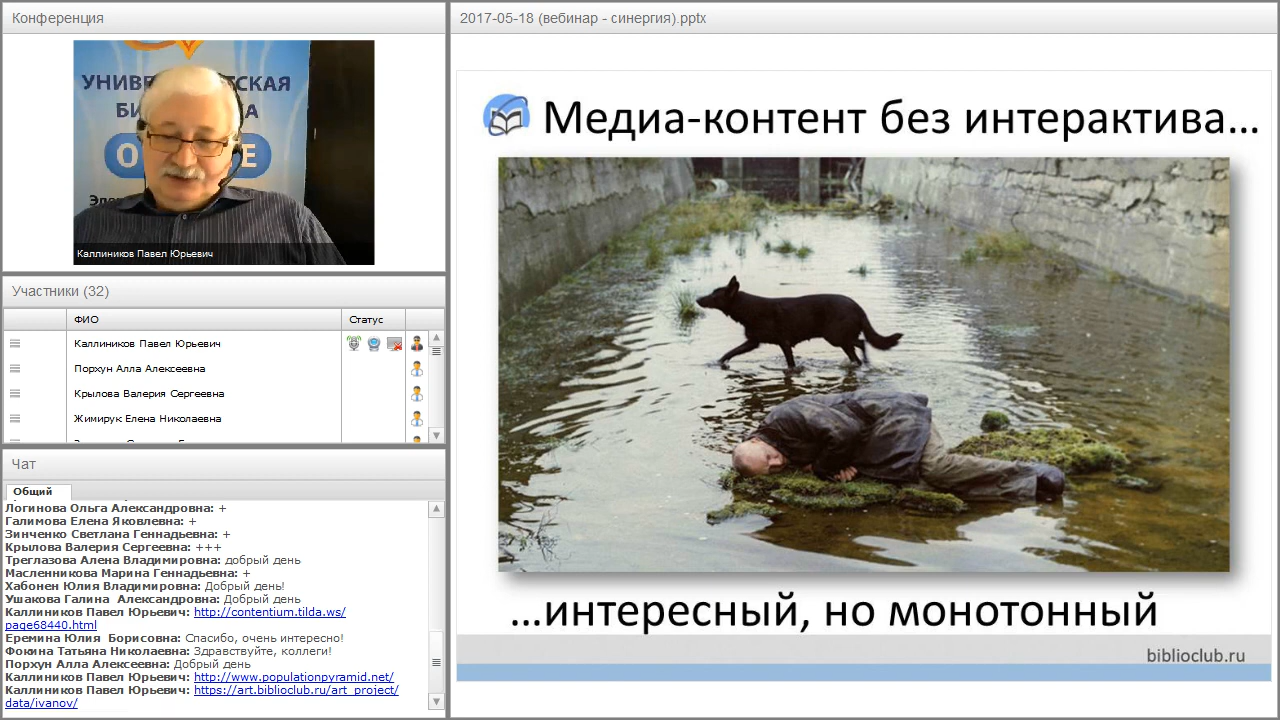 Конференция
УНИВЕ ТСКАЯ
БИ А
О Е
Каллиников Павел Юрьевич
Участники (32)
ФИО Статус
Каллиников Павел Юрьевич
Порхун Алла Алексеевна
Крылова Валерия Сергеевна
Жимирук Елена Николаевна
Чат
Общий
Логинова Ольга Александровна: +
Галимова Елена Яковлевна: +
Зинченко Светлана Геннадьевна: +
Крылова Валерия Сергеевна: +++
Треглазова Алена Владимировна: добрый день
Масленникова Марина Геннадьевна: +
Хабонен Юлия Владимировна: Добрый день!
Ушакова Галина Александровна: Добрый день
Каллиников Павел Юрьевич: http://contentium.tilda.ws/
page68440.html
Еремина Юлия Борисовна: Спасибо, очень интересно!
Фокина Татьяна Николаевна: Здравствуйте, коллеги!
Порхун Алла Алексеевна: Добрый день
Каллиников Павел Юрьевич: http://www.populationpyramid.net/
Каллиников Павел Юрьевич: https://art.biblioclub.ru/art_project/
data/ivanov/
2017-05-18 (вебинар - синергия).pptx
Медиа-контент без интерактива...
...интересный, но монотонный
biblioclub.ru